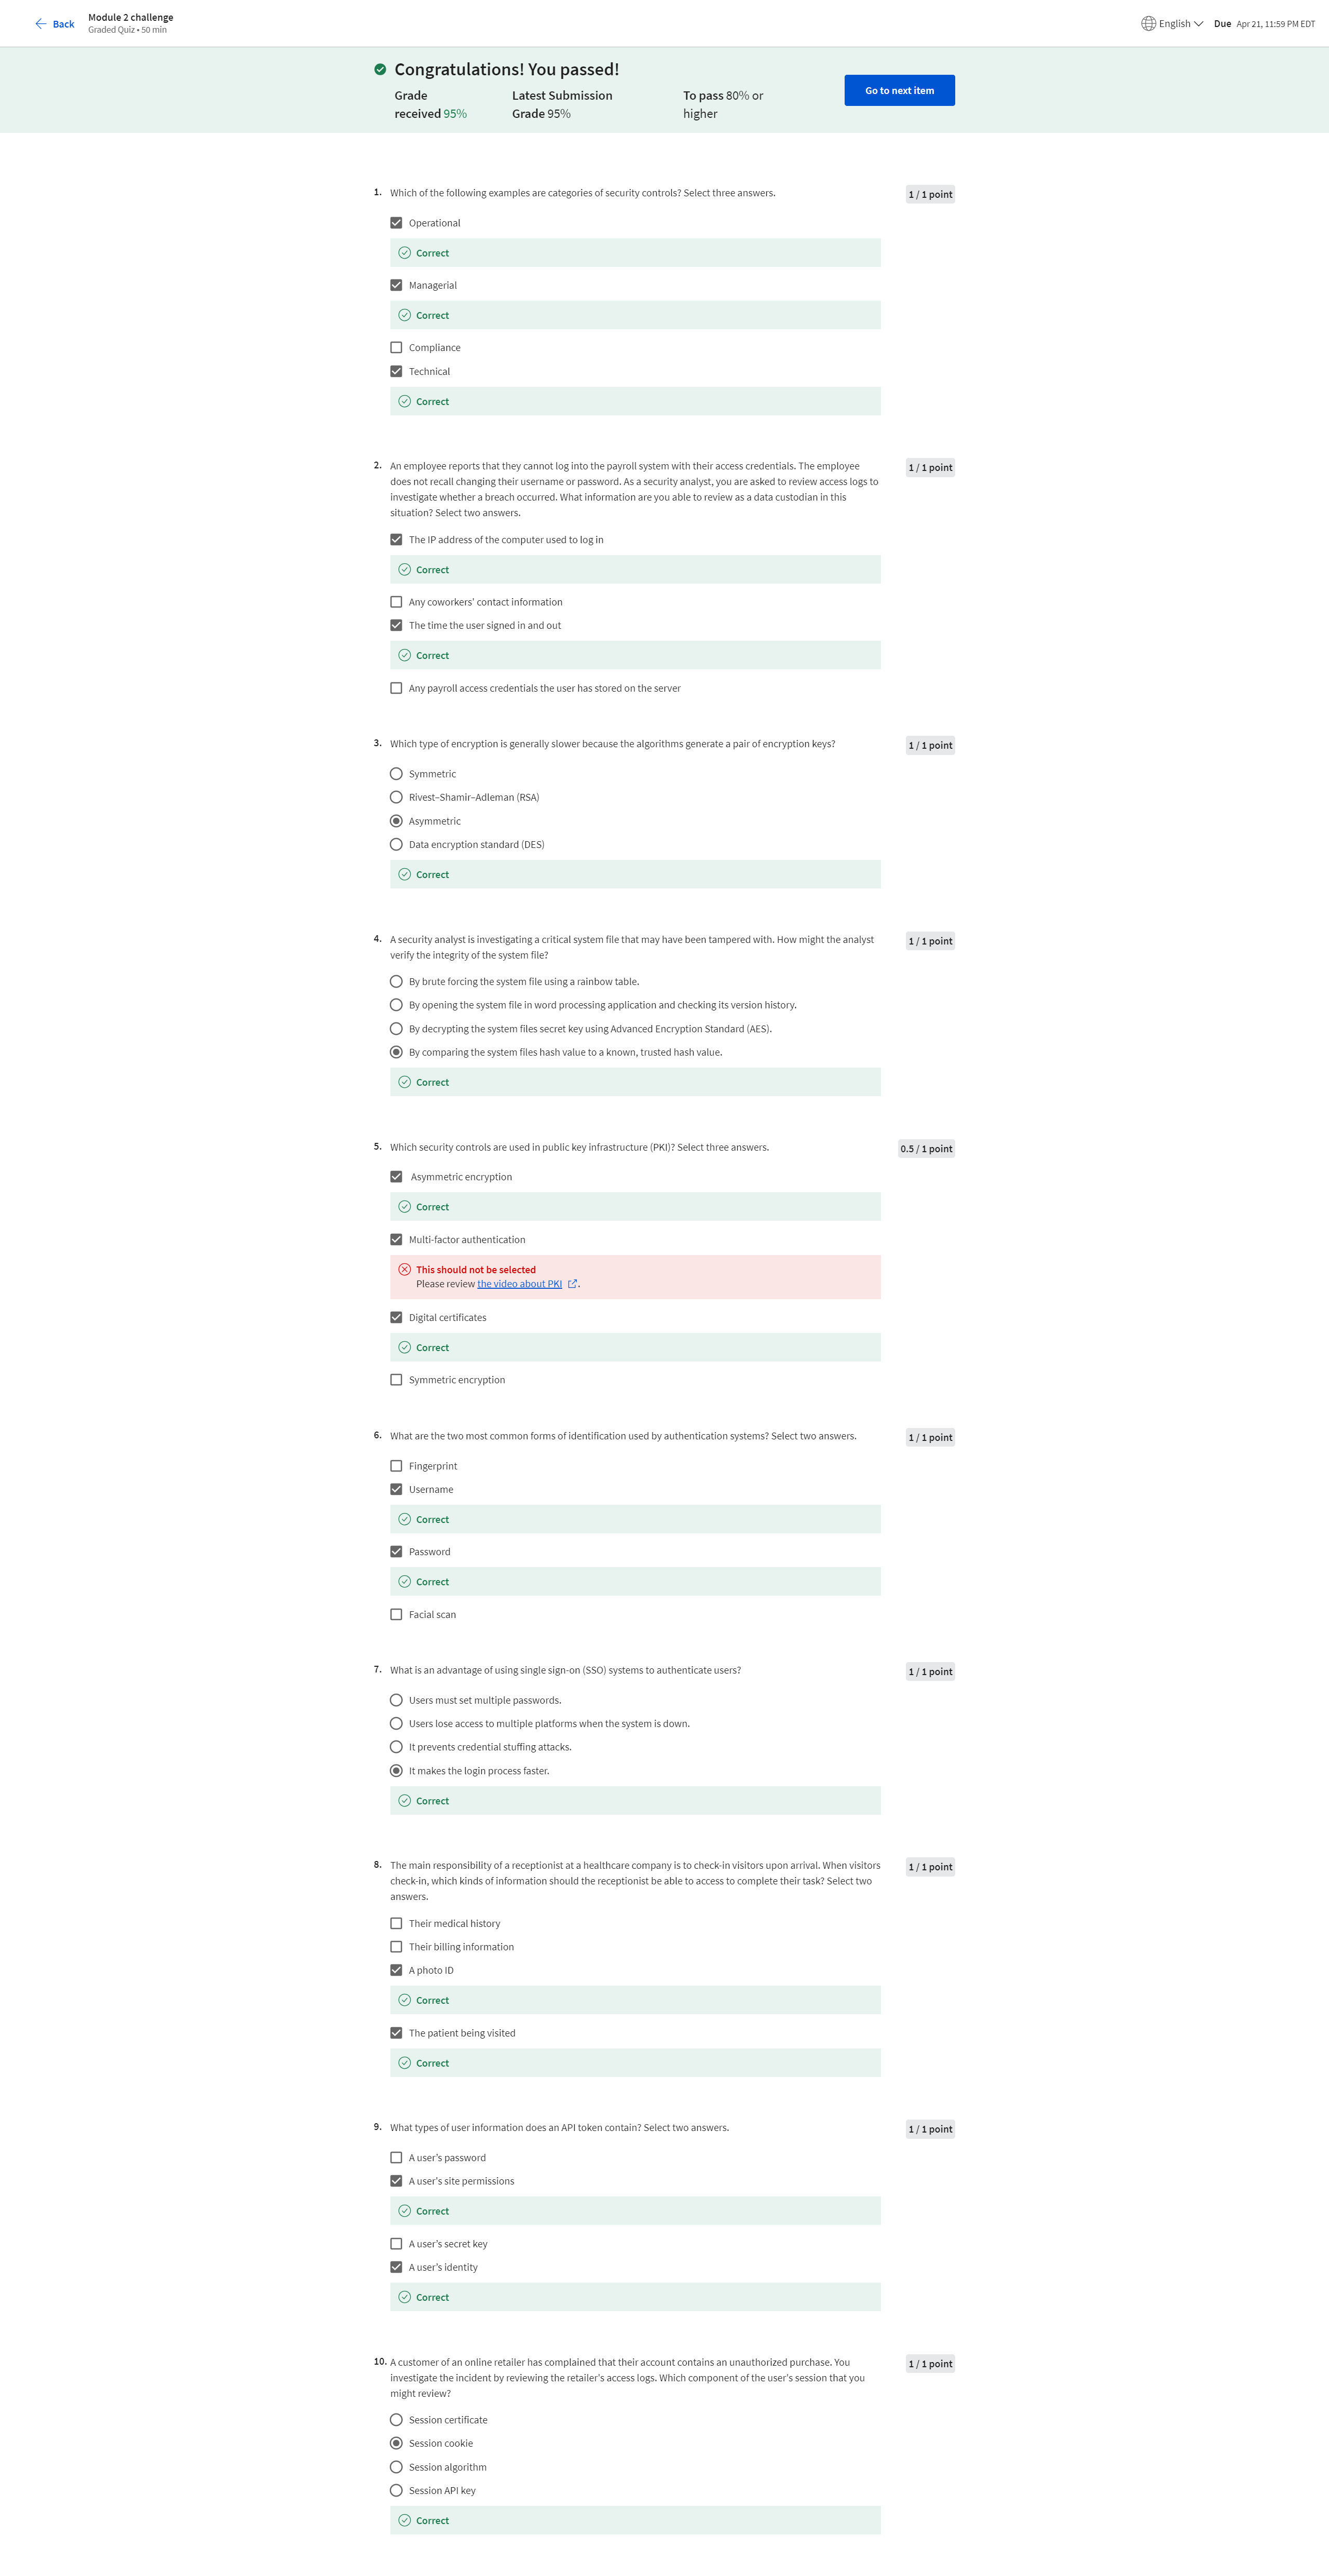 Back
Module 2 challenge
Graded Quiz • 50 min
English
Due Apr 21, 11:59 PM EDT
Congratulations! You passed!
Grade
received 95%
Latest Submission
Grade 95%
To pass 80% or
higher
Go to next item
1. Which of the following examples are categories of security controls? Select three answers.
1 / 1 point
Operational
Correct
Managerial
Correct
Compliance
Technical
Correct
2. An employee reports that they cannot log into the payroll system with their access credentials. The employee
does not recall changing their username or password. As a security analyst, you are asked to review access logs to
investigate whether a breach occurred. What information are you able to review as a data custodian in this
situation? Select two answers.
1 / 1 point
The IP address of the computer used to log in
Correct
Any coworkers' contact information
The time the user signed in and out
Correct
Any payroll access credentials the user has stored on the server
3. Which type of encryption is generally slower because the algorithms generate a pair of encryption keys?
1 / 1 point
Symmetric
Rivest–Shamir–Adleman (RSA)
Asymmetric
Data encryption standard (DES)
Correct
4. A security analyst is investigating a critical system file that may have been tampered with. How might the analyst
verify the integrity of the system file?
1 / 1 point
By brute forcing the system file using a rainbow table.
By opening the system file in word processing application and checking its version history.
By decrypting the system files secret key using Advanced Encryption Standard (AES).
By comparing the system files hash value to a known, trusted hash value.
Correct
5. Which security controls are used in public key infrastructure (PKI)? Select three answers.
0.5 / 1 point
Asymmetric encryption
Correct
Multi-factor authentication
This should not be selected
Please review the video about PKI .
Digital certificates
Correct
Symmetric encryption
6. What are the two most common forms of identification used by authentication systems? Select two answers.
1 / 1 point
Fingerprint
Username
Correct
Password
Correct
Facial scan
7. What is an advantage of using single sign-on (SSO) systems to authenticate users?
1 / 1 point
Users must set multiple passwords.
Users lose access to multiple platforms when the system is down.
It prevents credential stuffing attacks.
It makes the login process faster.
Correct
8. The main responsibility of a receptionist at a healthcare company is to check-in visitors upon arrival. When visitors
check-in, which kinds of information should the receptionist be able to access to complete their task? Select two
answers.
1 / 1 point
Their medical history
Their billing information
A photo ID
Correct
The patient being visited
Correct
9. What types of user information does an API token contain? Select two answers.
1 / 1 point
A user’s password
A user's site permissions
Correct
A user’s secret key
A user’s identity
Correct
10. A customer of an online retailer has complained that their account contains an unauthorized purchase. You
investigate the incident by reviewing the retailer's access logs. Which component of the user's session that you
might review?
1 / 1 point
Session certificate
Session cookie
Session algorithm
Session API key
Correct